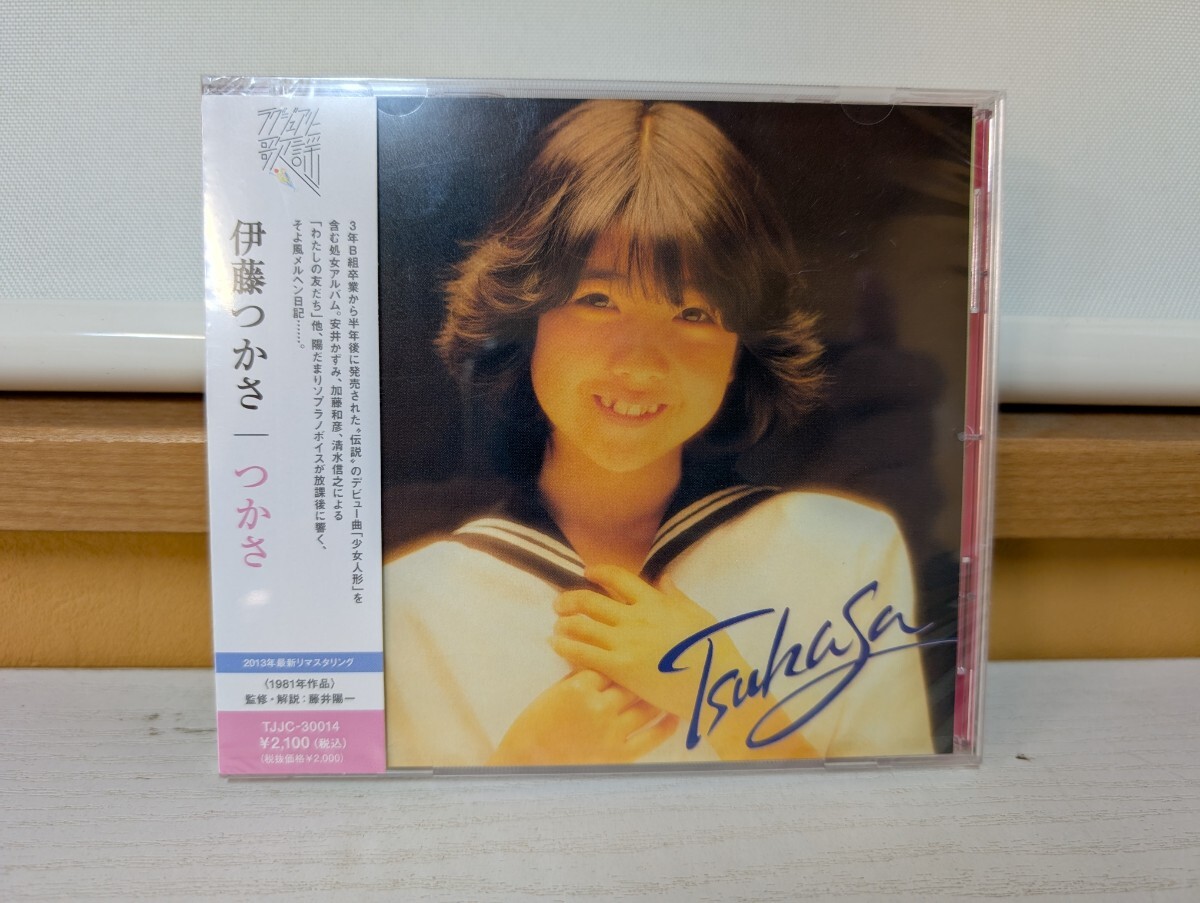 ラグジュアリー
歌謡
伊藤つかさ｜つかさ
3年B組卒業から半年後に発売された“伝説”のデビュー曲「少女人形」を
含む処女アルバム。安井かずみ、加藤和彦、清水信之による
「わたしの友だち」他、陽だまりソプラノボイスが放課後に響く、
そよ風メルヘン日記……。
2013年最新リマスタリング
〈1981年作品〉
監修・解説：藤井陽一
TJJC-30014
¥2,100（税込）
（税抜価格¥2,000）
Tsukasa